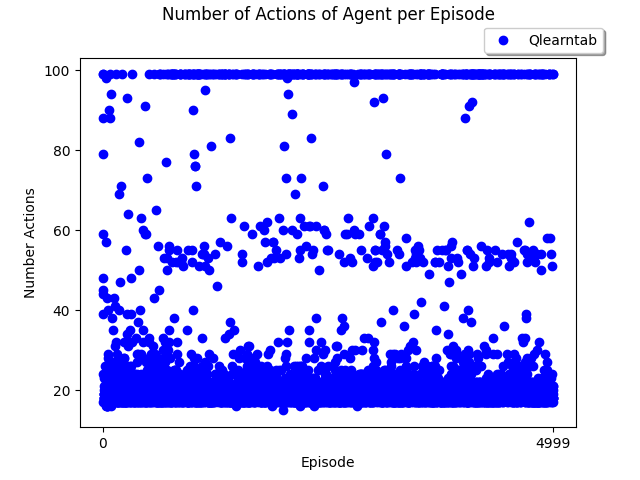 Number of Actions of Agent per Episode
Qlearntab
100
80
60
40
20
Number Actions
0
4999
Episode